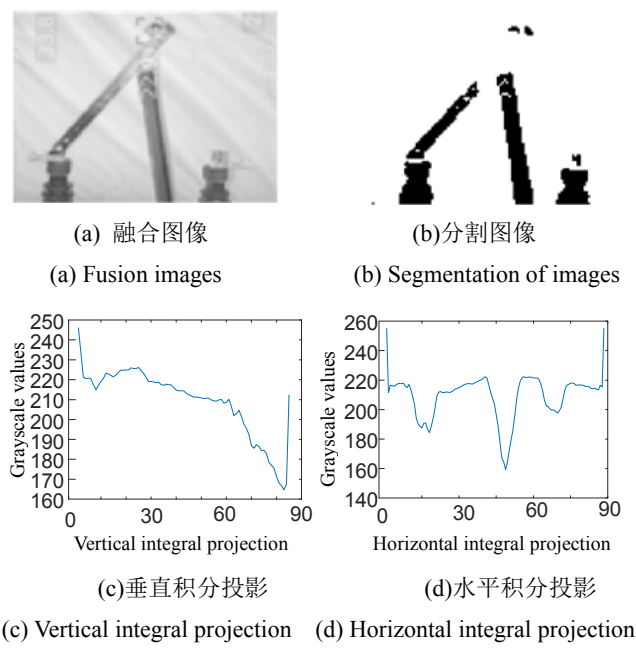 33.8
2
(a) 融合图像
(b)分割图像
(a) Fusion images
(b) Segmentation of images
250
240
230
220
210
200
190
180
170
160
0
30
60
90
Grayscale values
Vertical integral projection
260
240
220
200
180
160
140
0
30
60
90
Grayscale values
Horizontal integral projection
(c)垂直积分投影
(d)水平积分投影
(c) Vertical integral projection
(d) Horizontal integral projection